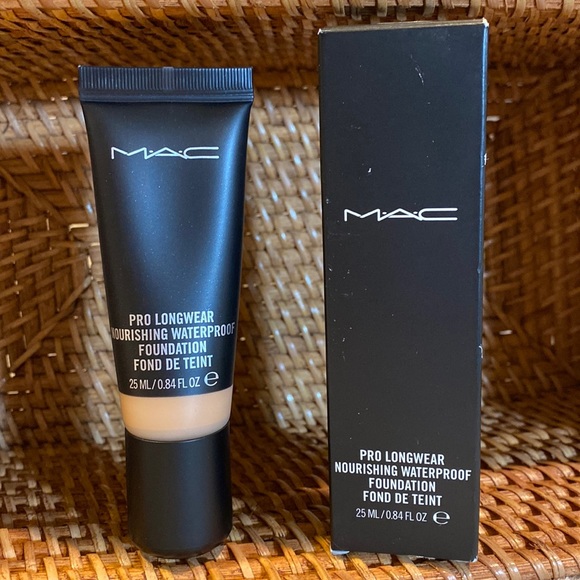 MAC
PRO LONGWEAR
NOURISHING WATERPROOF
FOUNDATION
FOND DE TEINT
25 ML/0.84 FL OZ ℮
MAC
PRO LONGWEAR
NOURISHING WATERPROOF
FOUNDATION
FOND DE TEINT
25 ML/0.84 FL OZ ℮